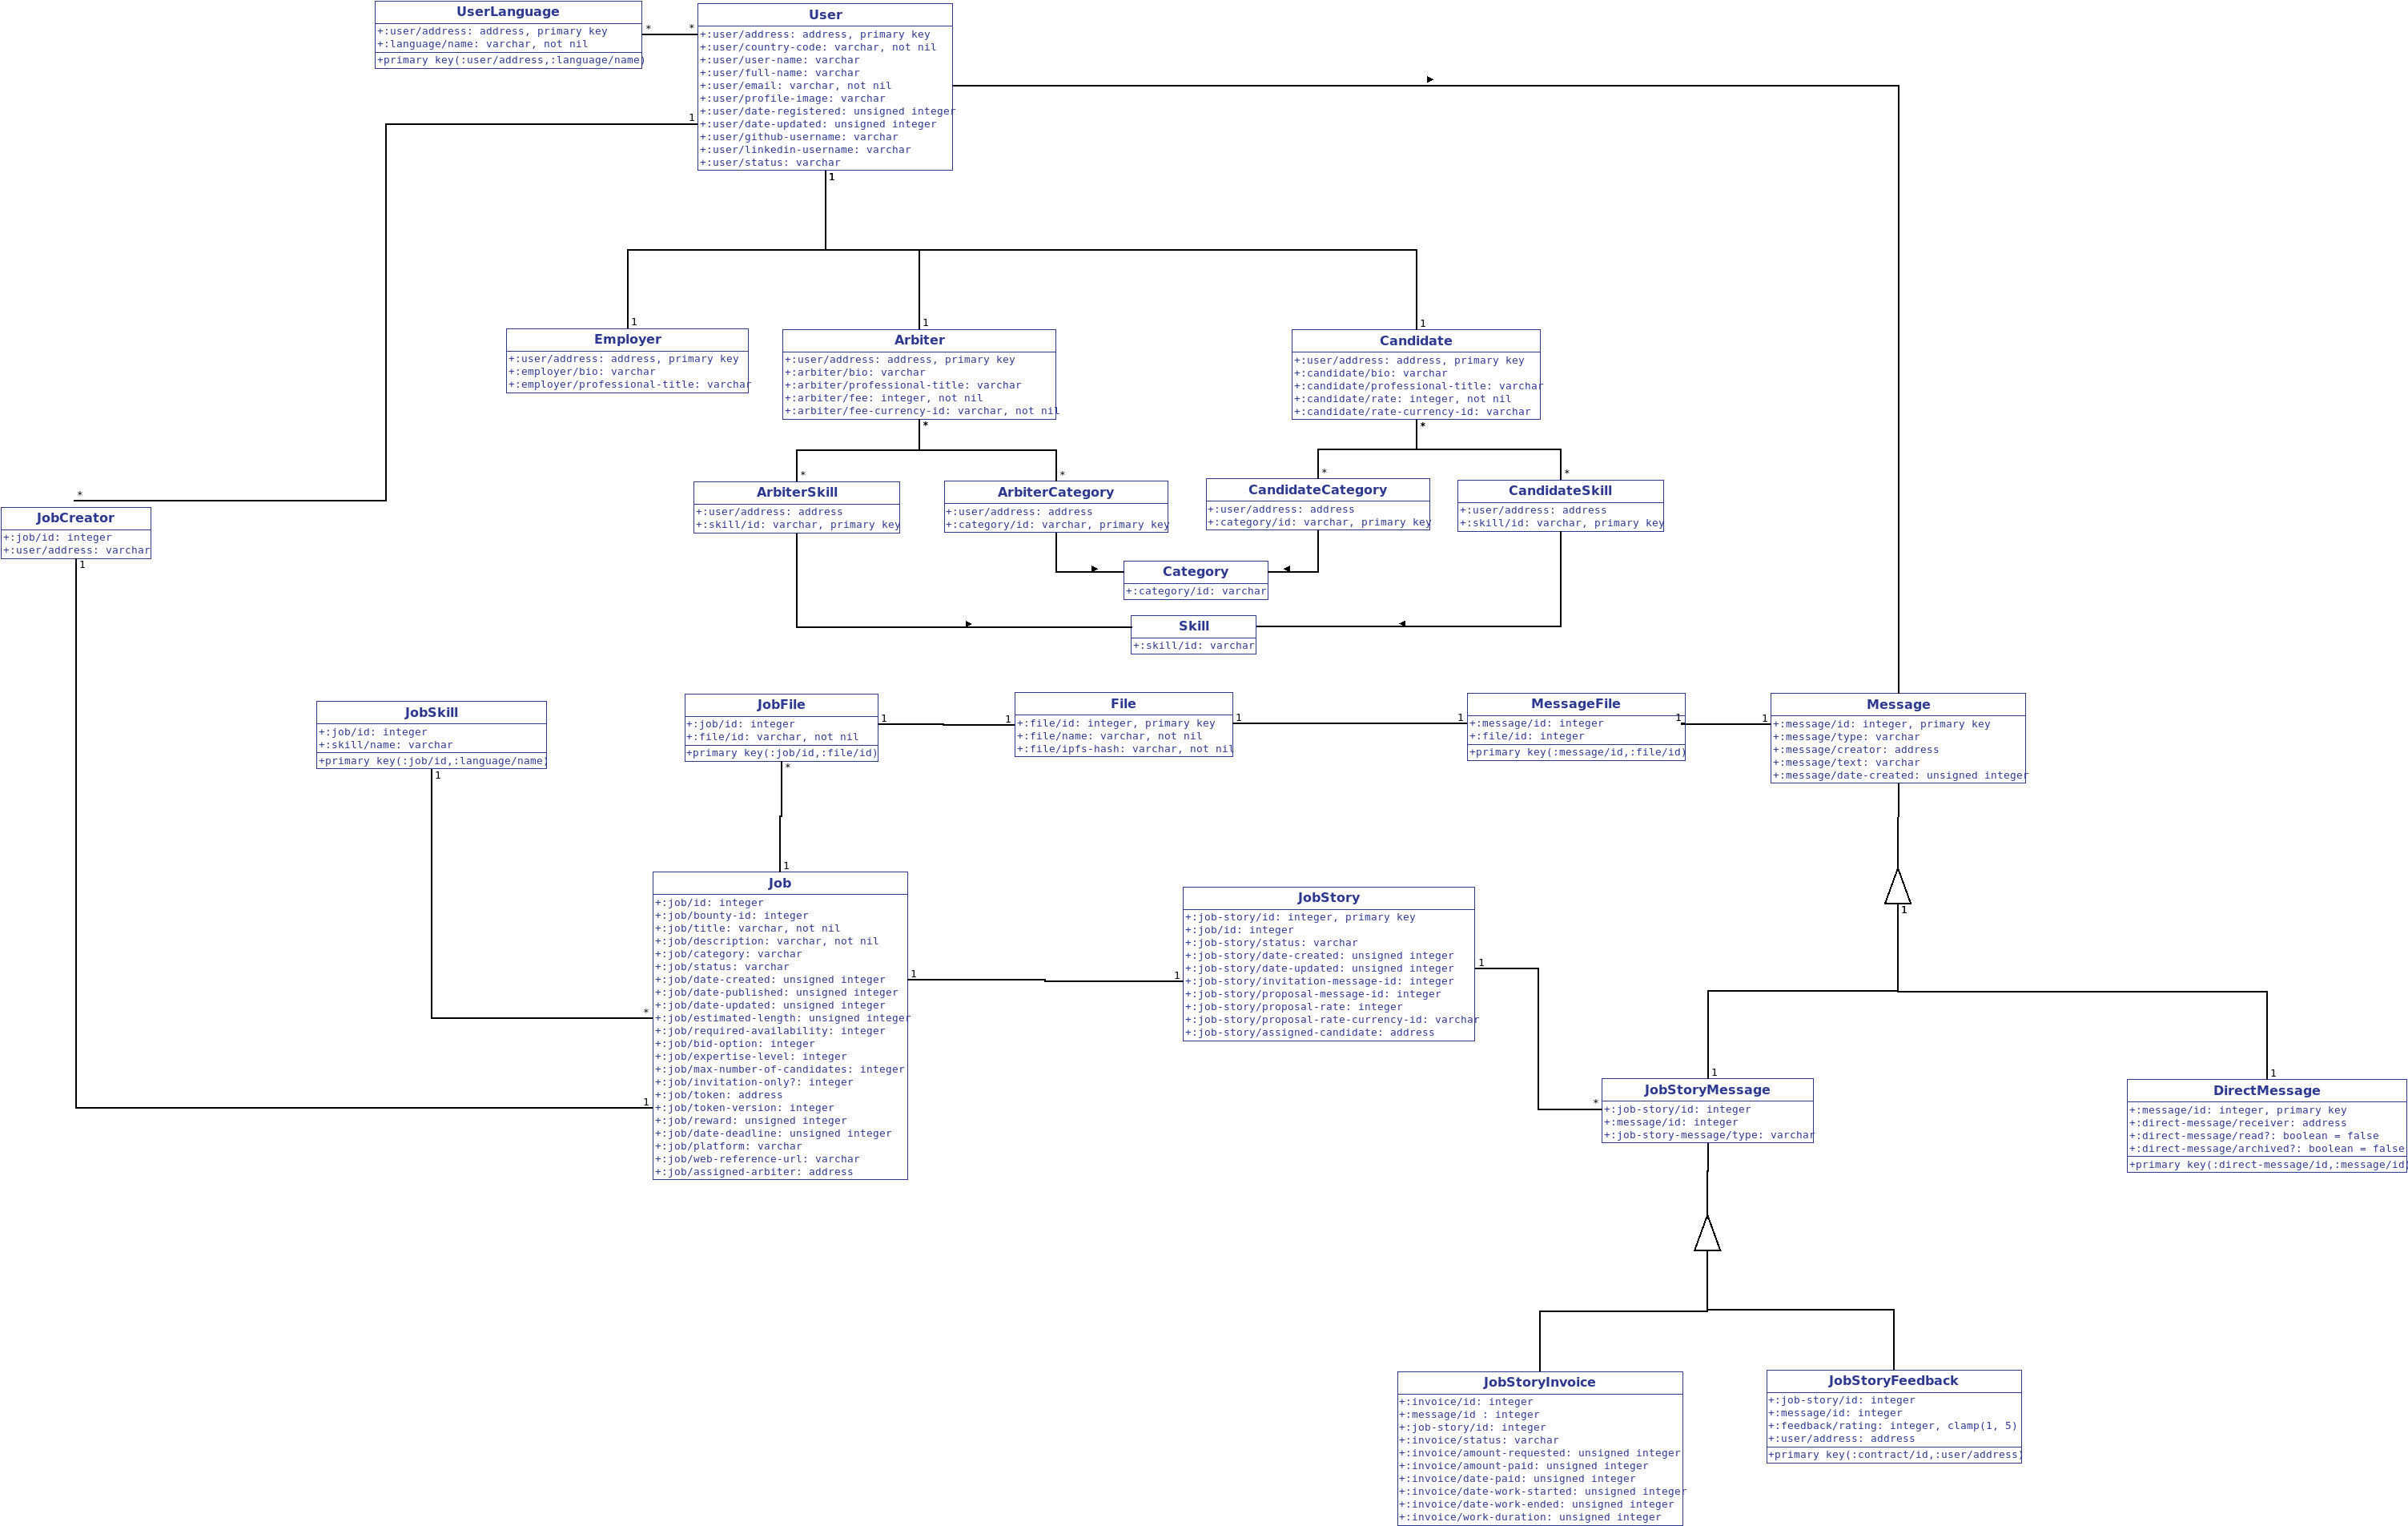 UserLanguage
+:user/address: address, primary key
+:language/name: varchar, not nil
+primary key(:user/address,:language/name)
*
*
User
+:user/address: address, primary key
+:user/country-code: varchar, not nil
+:user/user-name: varchar
+:user/full-name: varchar
+:user/email: varchar, not nil
+:user/profile-image: varchar
+:user/date-registered: unsigned integer
+:user/date-updated: unsigned integer
+:user/github-username: varchar
+:user/linkedin-username: varchar
+:user/status: varchar
1
1
1
Employer
+:user/address: address, primary key
+:employer/bio: varchar
+:employer/professional-title: varchar
1
Arbiter
+:user/address: address, primary key
+:arbiter/bio: varchar
+:arbiter/professional-title: varchar
+:arbiter/fee: integer, not nil
+:arbiter/fee-currency-id: varchar, not nil
*
1
Candidate
+:user/address: address, primary key
+:candidate/bio: varchar
+:candidate/professional-title: varchar
+:candidate/rate: integer, not nil
+:candidate/rate-currency-id: varchar
*
*
ArbiterSkill
+:user/address: address
+:skill/id: varchar, primary key
*
ArbiterCategory
+:user/address: address
+:category/id: varchar, primary key
*
CandidateCategory
+:user/address: address
+:category/id: varchar, primary key
*
CandidateSkill
+:user/address: address
+:skill/id: varchar, primary key
*
JobCreator
+:job/id: integer
+:user/address: varchar
1
Category
+:category/id: varchar
Skill
+:skill/id: varchar
JobSkill
+:job/id: integer
+:skill/name: varchar
+primary key(:job/id,:language/name)
1
JobFile
+:job/id: integer
+:file/id: varchar, not nil
+primary key(:job/id,:file/id)
*
1
1
File
+:file/id: integer, primary key
+:file/name: varchar, not nil
+:file/ipfs-hash: varchar, not nil
1
1
MessageFile
+:message/id: integer
+:file/id: integer
+primary key(:message/id,:file/id)
1
1
Message
+:message/id: integer, primary key
+:message/type: varchar
+:message/creator: address
+:message/text: varchar
+:message/date-created: unsigned integer
1
1
Job
+:job/id: integer
+:job/bounty-id: integer
+:job/title: varchar, not nil
+:job/description: varchar, not nil
+:job/category: varchar
+:job/status: varchar
+:job/date-created: unsigned integer
+:job/date-published: unsigned integer
+:job/date-updated: unsigned integer
+:job/estimated-length: unsigned integer
+:job/required-availability: integer
+:job/bid-option: integer
+:job/expertise-level: integer
+:job/max-number-of-candidates: integer
+:job/invitation-only?: integer
+:job/token: address
+:job/token-version: integer
+:job/reward: unsigned integer
+:job/date-deadline: unsigned integer
+:job/platform: varchar
+:job/web-reference-url: varchar
+:job/assigned-arbiter: address
*
1
1
1
JobStory
+:job-story/id: integer, primary key
+:job/id: integer
+:job-story/status: varchar
+:job-story/date-created: unsigned integer
+:job-story/date-updated: unsigned integer
+:job-story/invitation-message-id: integer
+:job-story/proposal-message-id: integer
+:job-story/proposal-rate: integer
+:job-story/proposal-rate-currency-id: varchar
+:job-story/assigned-candidate: address
1
*
1
JobStoryMessage
+:job-story/id: integer
+:message/id: integer
+:job-story-message/type: varchar
1
DirectMessage
+:message/id: integer, primary key
+:direct-message/receiver: address
+:direct-message/read?: boolean = false
+:direct-message/archived?: boolean = false
+primary key(:direct-message/id,:message/id)
JobStoryInvoice
+:invoice/id: integer
+:message/id : integer
+:job-story/id: integer
+:invoice/status: varchar
+:invoice/amount-requested: unsigned integer
+:invoice/amount-paid: unsigned integer
+:invoice/date-paid: unsigned integer
+:invoice/date-work-started: unsigned integer
+:invoice/date-work-ended: unsigned integer
+:invoice/work-duration: unsigned integer
JobStoryFeedback
+:job-story/id: integer
+:message/id: integer
+:feedback/rating: integer, clamp(1, 5)
+:user/address: address
+primary key(:contract/id,:user/address)